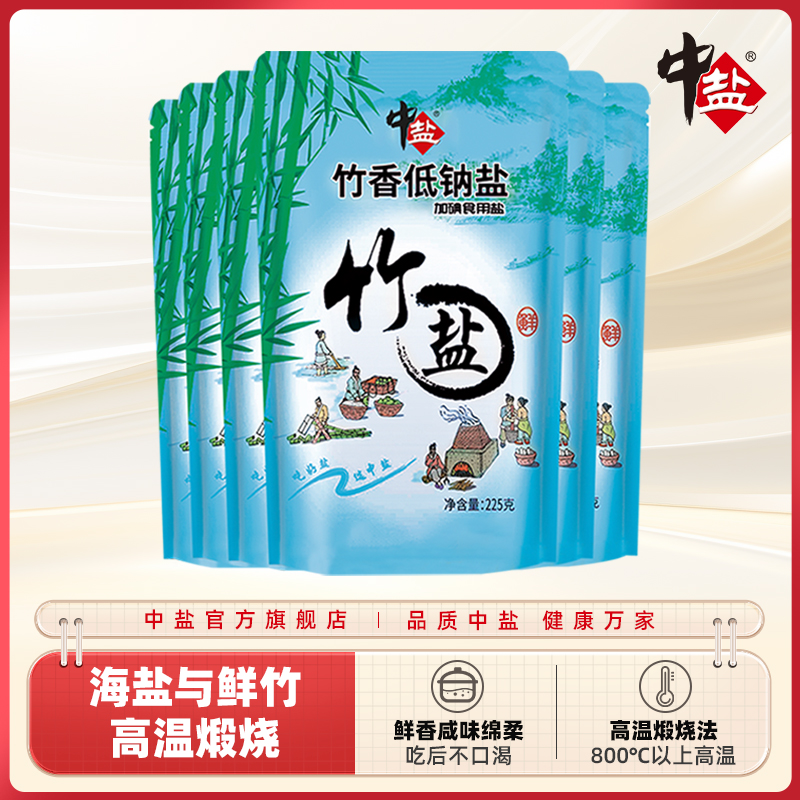 中盐®
中盐
竹香低钠盐
加碘食用盐
竹盐
鲜
鲜
鲜
吃好盐 选中盐
净含量:225克
克
克
中盐官方旗舰店 | 品质中盐 健康万家
海盐与鲜竹
高温煅烧
鲜香咸味绵柔
吃后不口渴
高温煅烧法
800℃以上高温